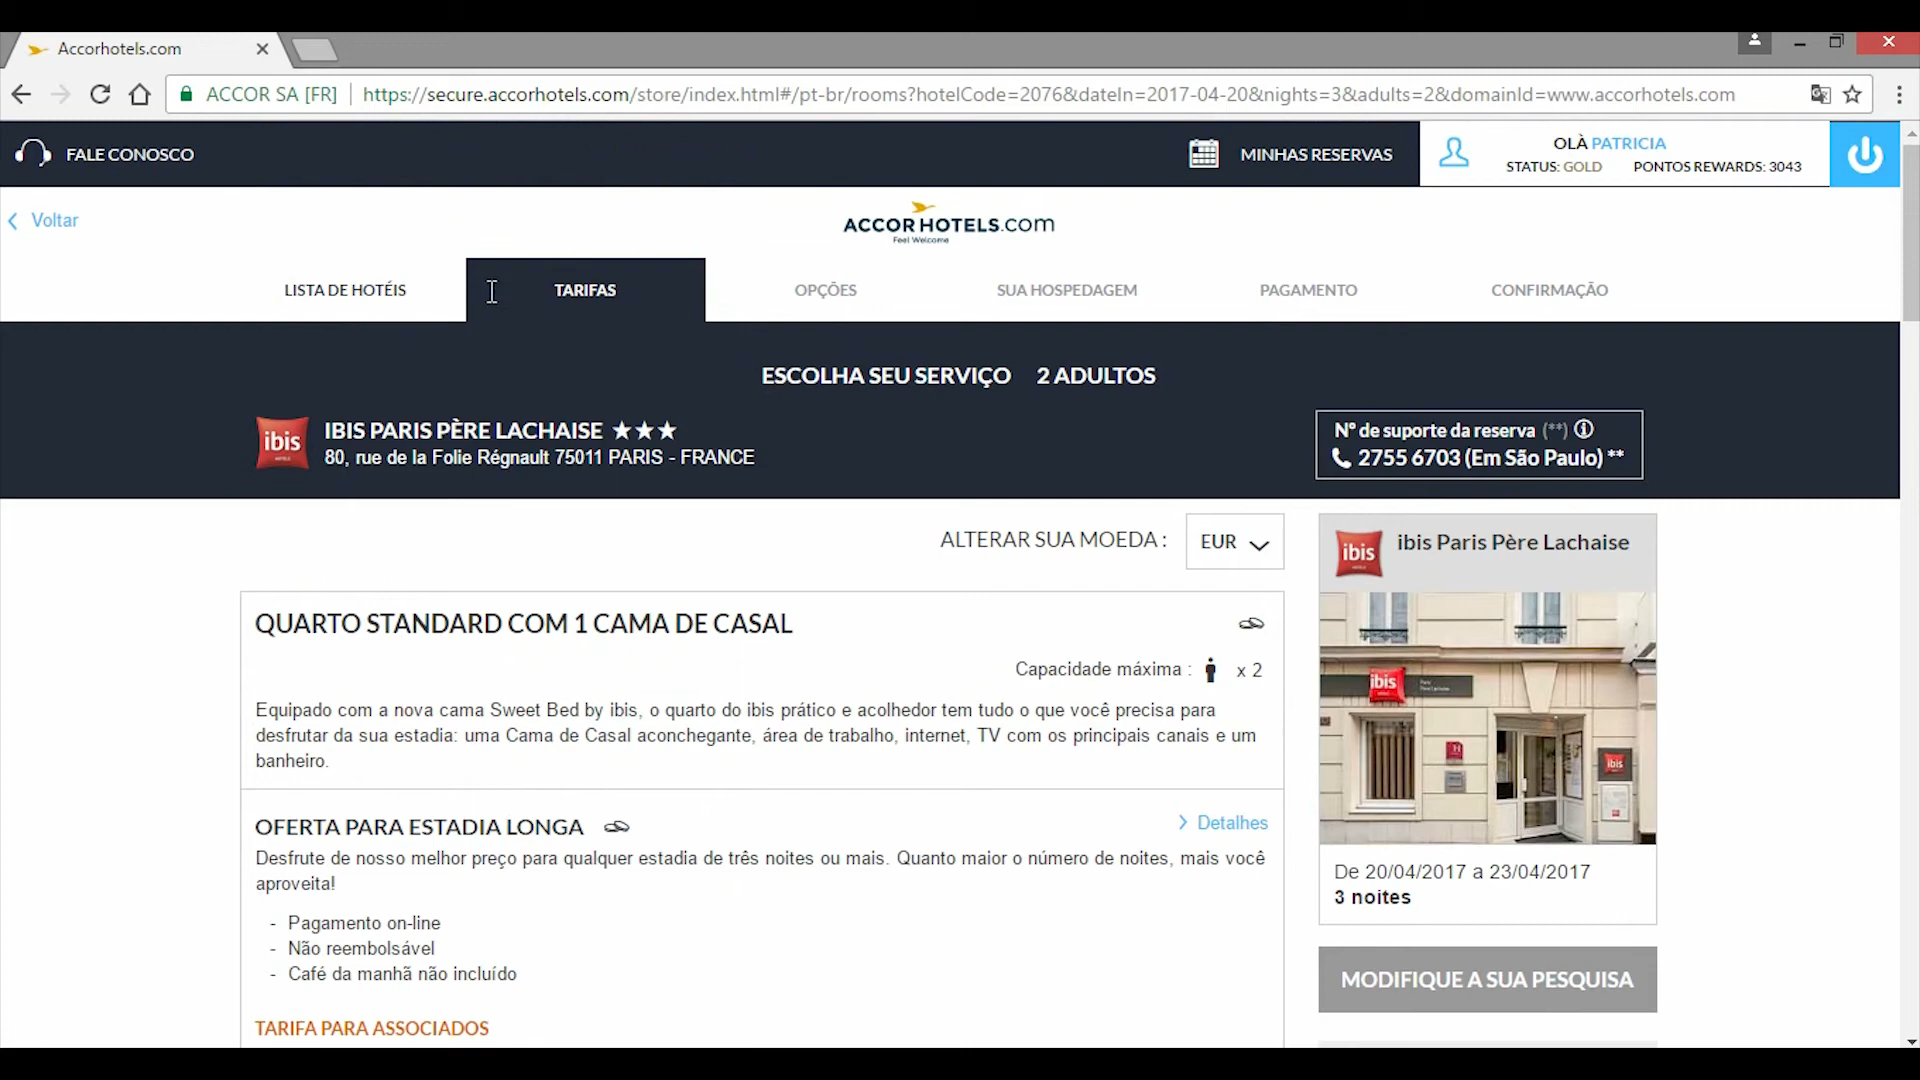 Accorhotels.com
ACCOR SA [FR] https://secure.accorhotels.com/store/index.html#/pt-br/rooms?hotelCode=2076&dateIn=2017-04-20&nights=3&adults=2&domainId=www.accorhotels.com
FALE CONOSCO
MINHAS RESERVAS
OLÀ PATRICIA
STATUS: GOLD PONTOS REWARDS: 3043
Voltar
ACCORHOTELS.com
Feel Welcome
LISTA DE HOTÉIS
TARIFAS
OPÇÕES
SUA HOSPEDAGEM
PAGAMENTO
CONFIRMAÇÃO
ESCOLHA SEU SERVIÇO 2 ADULTOS
ibis
HOTELS
IBIS PARIS PÈRE LACHAISE ★★★
80, rue de la Folie Régnault 75011 PARIS - FRANCE
Nº de suporte da reserva (**)
2755 6703 (Em São Paulo) **
ALTERAR SUA MOEDA :
EUR
QUARTO STANDARD COM 1 CAMA DE CASAL
Capacidade máxima : x 2
Equipado com a nova cama Sweet Bed by ibis, o quarto do ibis prático e acolhedor tem tudo o que você precisa para
desfrutar da sua estadia: uma Cama de Casal aconchegante, área de trabalho, internet, TV com os principais canais e um
banheiro.
OFERTA PARA ESTADIA LONGA
Detalhes
Desfrute de nosso melhor preço para qualquer estadia de três noites ou mais. Quanto maior o número de noites, mais você
aproveita!
- Pagamento on-line
- Não reembolsável
- Café da manhã não incluído
TARIFA PARA ASSOCIADOS
ibis
HOTELS
ibis Paris Père Lachaise
ibis
ibis
De 20/04/2017 a 23/04/2017
3 noites
MODIFIQUE A SUA PESQUISA